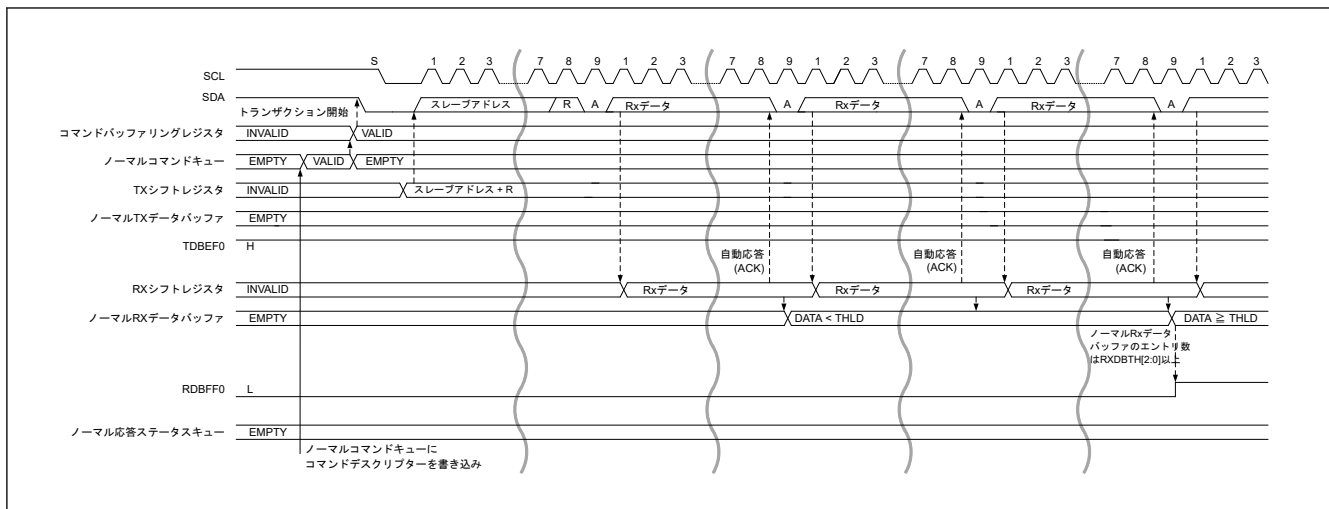 S 1 2 3 7 8 9 1 2 3 7 8 9 1 2 3 7 8 9 1 2 3 7 8 9 1 2 3
SCL
SDA スレーブアドレス R A Rxデータ A Rxデータ A Rxデータ A
トランザクション開始
コマンドバッファリングレジスタ INVALID VALID
ノーマルコマンドキュー EMPTY VALID EMPTY
TXシフトレジスタ INVALID スレーブアドレス + R
ノーマルTXデータバッファ EMPTY
TDBEF0 H
自動応答 自動応答 自動応答
(ACK) (ACK) (ACK)
RXシフトレジスタ INVALID Rxデータ Rxデータ Rxデータ
ノーマルRXデータバッファ EMPTY DATA < THLD DATA ≧ THLD
ノーマルRxデータ
バッファのエントリ数
はRXDBTH[2:0]以上
RDBFF0 L
ノーマル応答ステータスキュー EMPTY
ノーマルコマンドキューに
コマンドデスクリプターを書き込み